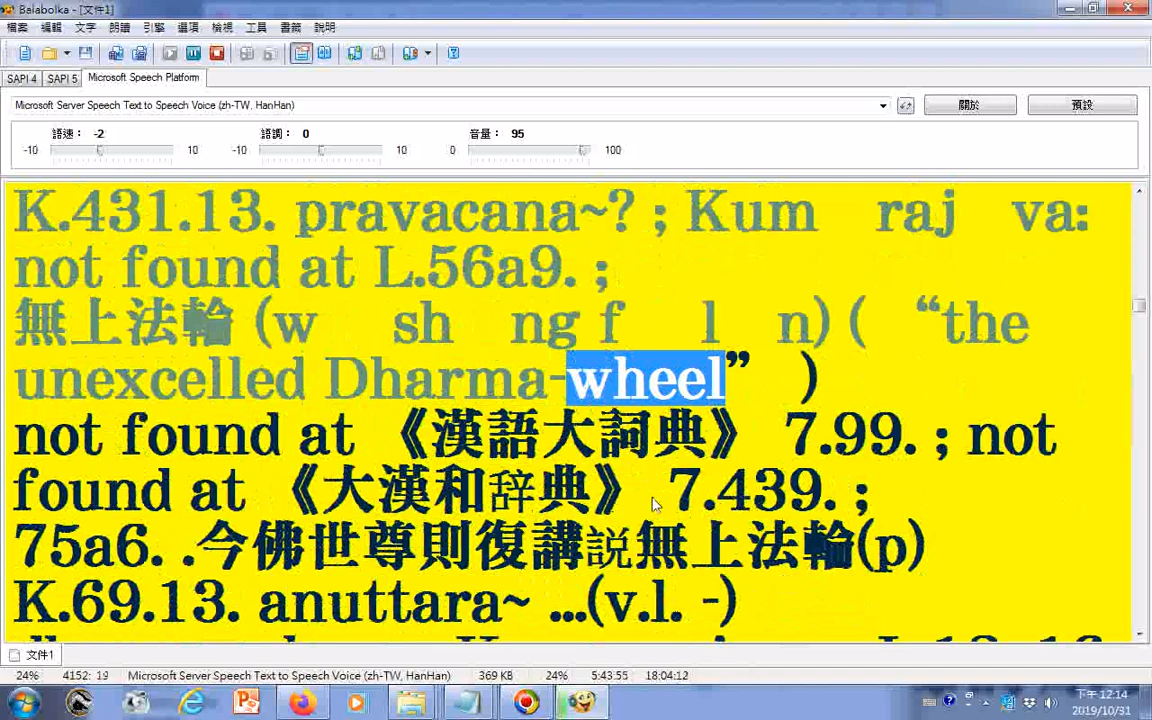 Balabolka - [文件1]
檔案 編輯 文字 朗讀 引擎 選項 檢視 工具 書籤 說明
SAPI 4 SAPI 5 Microsoft Speech Platform
Microsoft Server Speech Text to Speech Voice (zh-TW, HanHan) 關於 預設
語速： -2 語調： 0 音量： 95
-10 10 -10 10 0 100
K.431.13. pravacana~? ; Kum raj va:
not found at L.56a9. ;
無上法輪 (w sh ng f l n) ( “the
unexcelled Dharma-wheel” )
not found at 《漢語大詞典》 7.99. ; not
found at 《大漢和辞典》 7.439. ;
75a6. .今佛世尊則復講説無上法輪(p)
K.69.13. anuttara~ ...(v.l. -)
文件1
24% 4152: 19 Microsoft Server Speech Text to Speech Voice (zh-TW, HanHan) 369 KB 24% 5:43:55 18:04:12
下午 12:14
2019/10/31